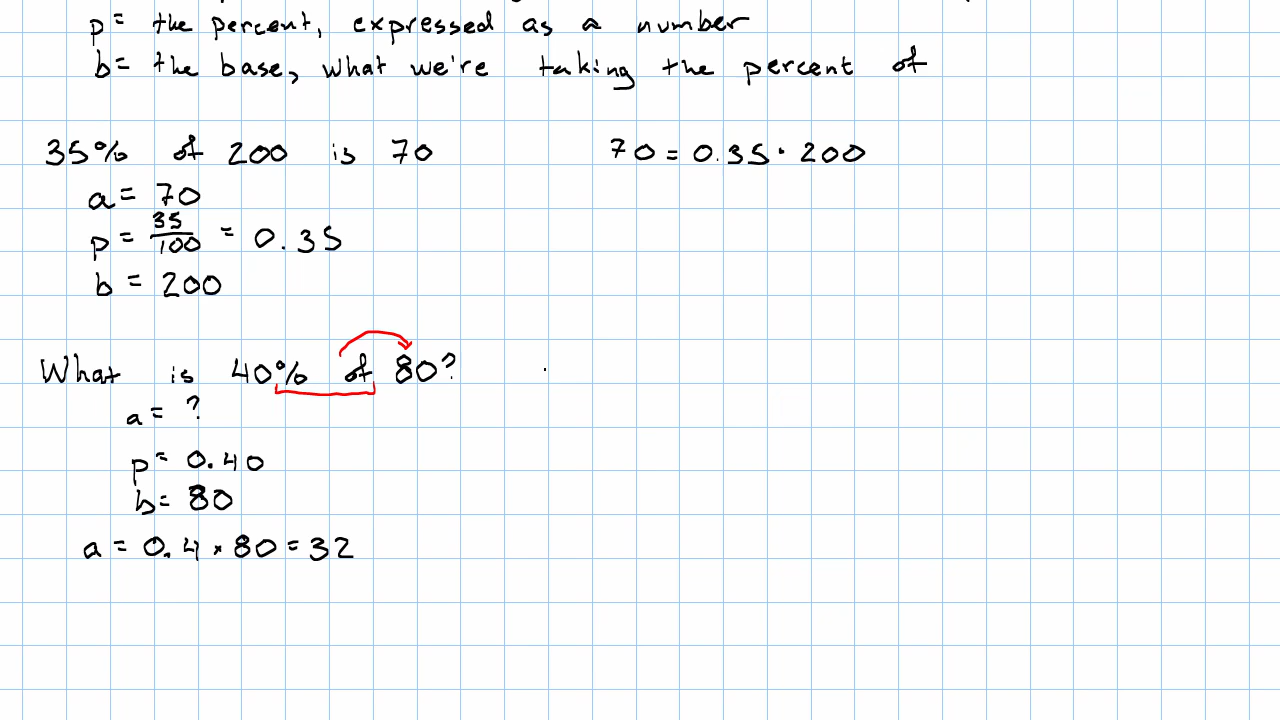 p = the percent, expressed as a number
b = the base, what we're taking the percent of
35% of 200 is 70
70 = 0.35 · 200
a = 70
p = 35/100 = 0.35
b = 200
What is 40% of 80?
a = ?
p = 0.40
b = 80
a = 0.4 * 80 = 32